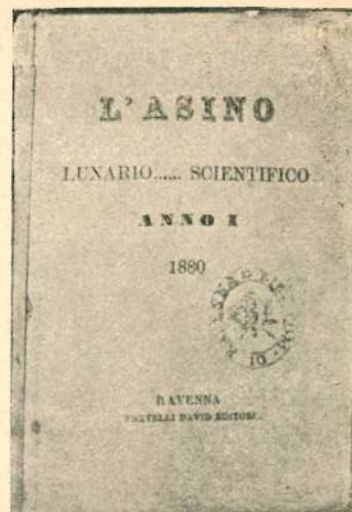 L'ASINO
LUNARIO...... SCIENTIFICO
ANNO I
1880
RAVENNA
FRATELLI DAVID EDITORI